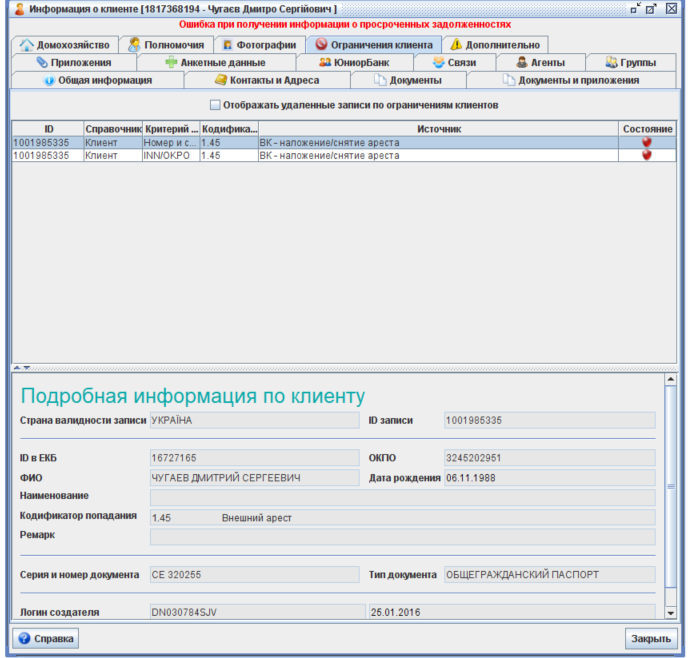 Информация о клиенте [1817368194 - Чугаєв Дмитро Сергійович ]
Ошибка при получении информации о просроченных задолженностях
Домохозяйство Полномочия Фотографии Ограничения клиента Дополнительно
Приложения Анкетные данные ЮниорБанк Связи Агенты Группы
Общая информация Контакты и Адреса Документы Документы и приложения
Отображать удаленные записи по ограничениям клиентов
ID Справочник Критерий ... Кодифика... Источник Состояние
1001985335 Клиент Номер и с... 1.45 ВК - наложение/снятие ареста
1001985335 Клиент INN/ОКРО 1.45 ВК - наложение/снятие ареста
Подробная информация по клиенту
Страна валидности записи УКРАЇНА ID записи 1001985335
ID в ЕКБ 16727165 ОКПО 3245202951
ФИО ЧУГАЕВ ДМИТРИЙ СЕРГЕЕВИЧ Дата рождения 06.11.1988
Наименование
Кодификатор попадания 1.45 Внешний арест
Ремарк
Серия и номер документа СЕ 320255 Тип документа ОБЩЕГРАЖДАНСКИЙ ПАСПОРТ
Логин создателя DN030784SJV 25.01.2016
Справка Закрыть